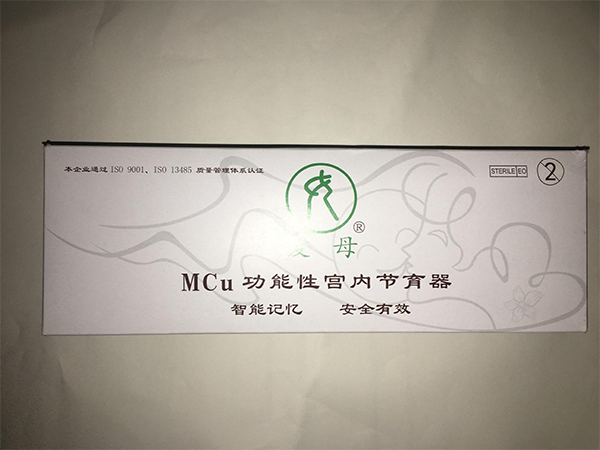 本企业通过 ISO 9001、ISO 13485 质量管理体系认证
STERILE EO
2
®
母
MCu 功能性宫内节育器
智能记忆 安全有效